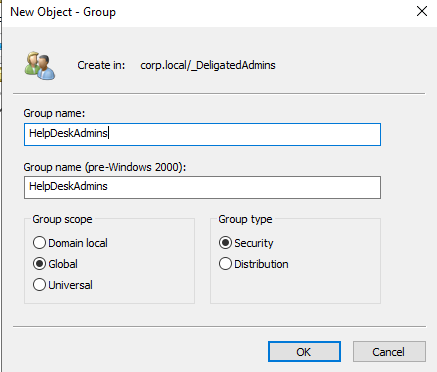 New Object - Group
Create in: corp.local/_DeligatedAdmins
Group name:
HelpDeskAdmins
Group name (pre-Windows 2000):
HelpDeskAdmins
Group scope
Domain local
Global
Universal
Group type
Security
Distribution
OK Cancel